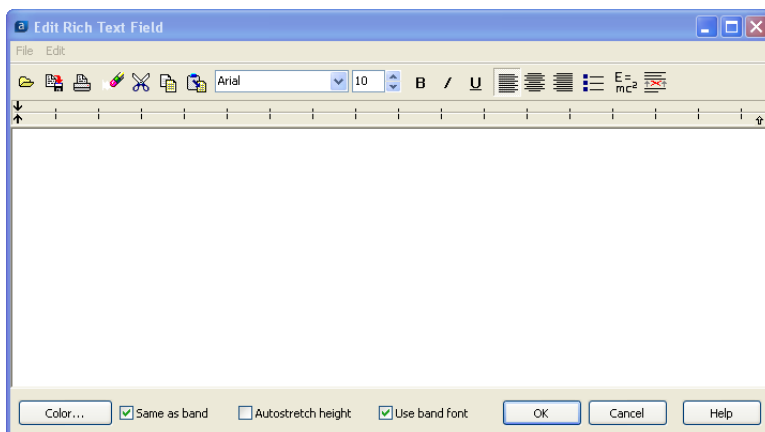 a Edit Rich Text Field
File Edit
Arial 10 B I U E= mc²
Color... Same as band Autostretch height Use band font OK Cancel Help